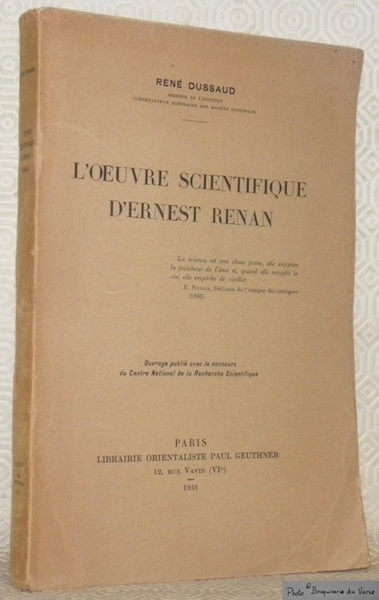 RENÉ DUSSAUD
MEMBRE DE L'INSTITUT
CONSERVATEUR HONORAIRE DES MUSÉES NATIONAUX
L'ŒUVRE SCIENTIFIQUE
D'ERNEST RENAN
La science est une chose jeune, elle suppose
la fraîcheur de l'âme et, quand elle remplit la
vie, elle empêche de vieillir.
E. RENAN, Dédicace du Cantique des cantiques
(1860).
Ouvrage publié avec le concours
du Centre National de la Recherche Scientifique
PARIS
LIBRAIRIE ORIENTALISTE PAUL GEUTHNER
12, RUE VAVIN (VIe)
1951
Photo © Bouquinerie du Varis